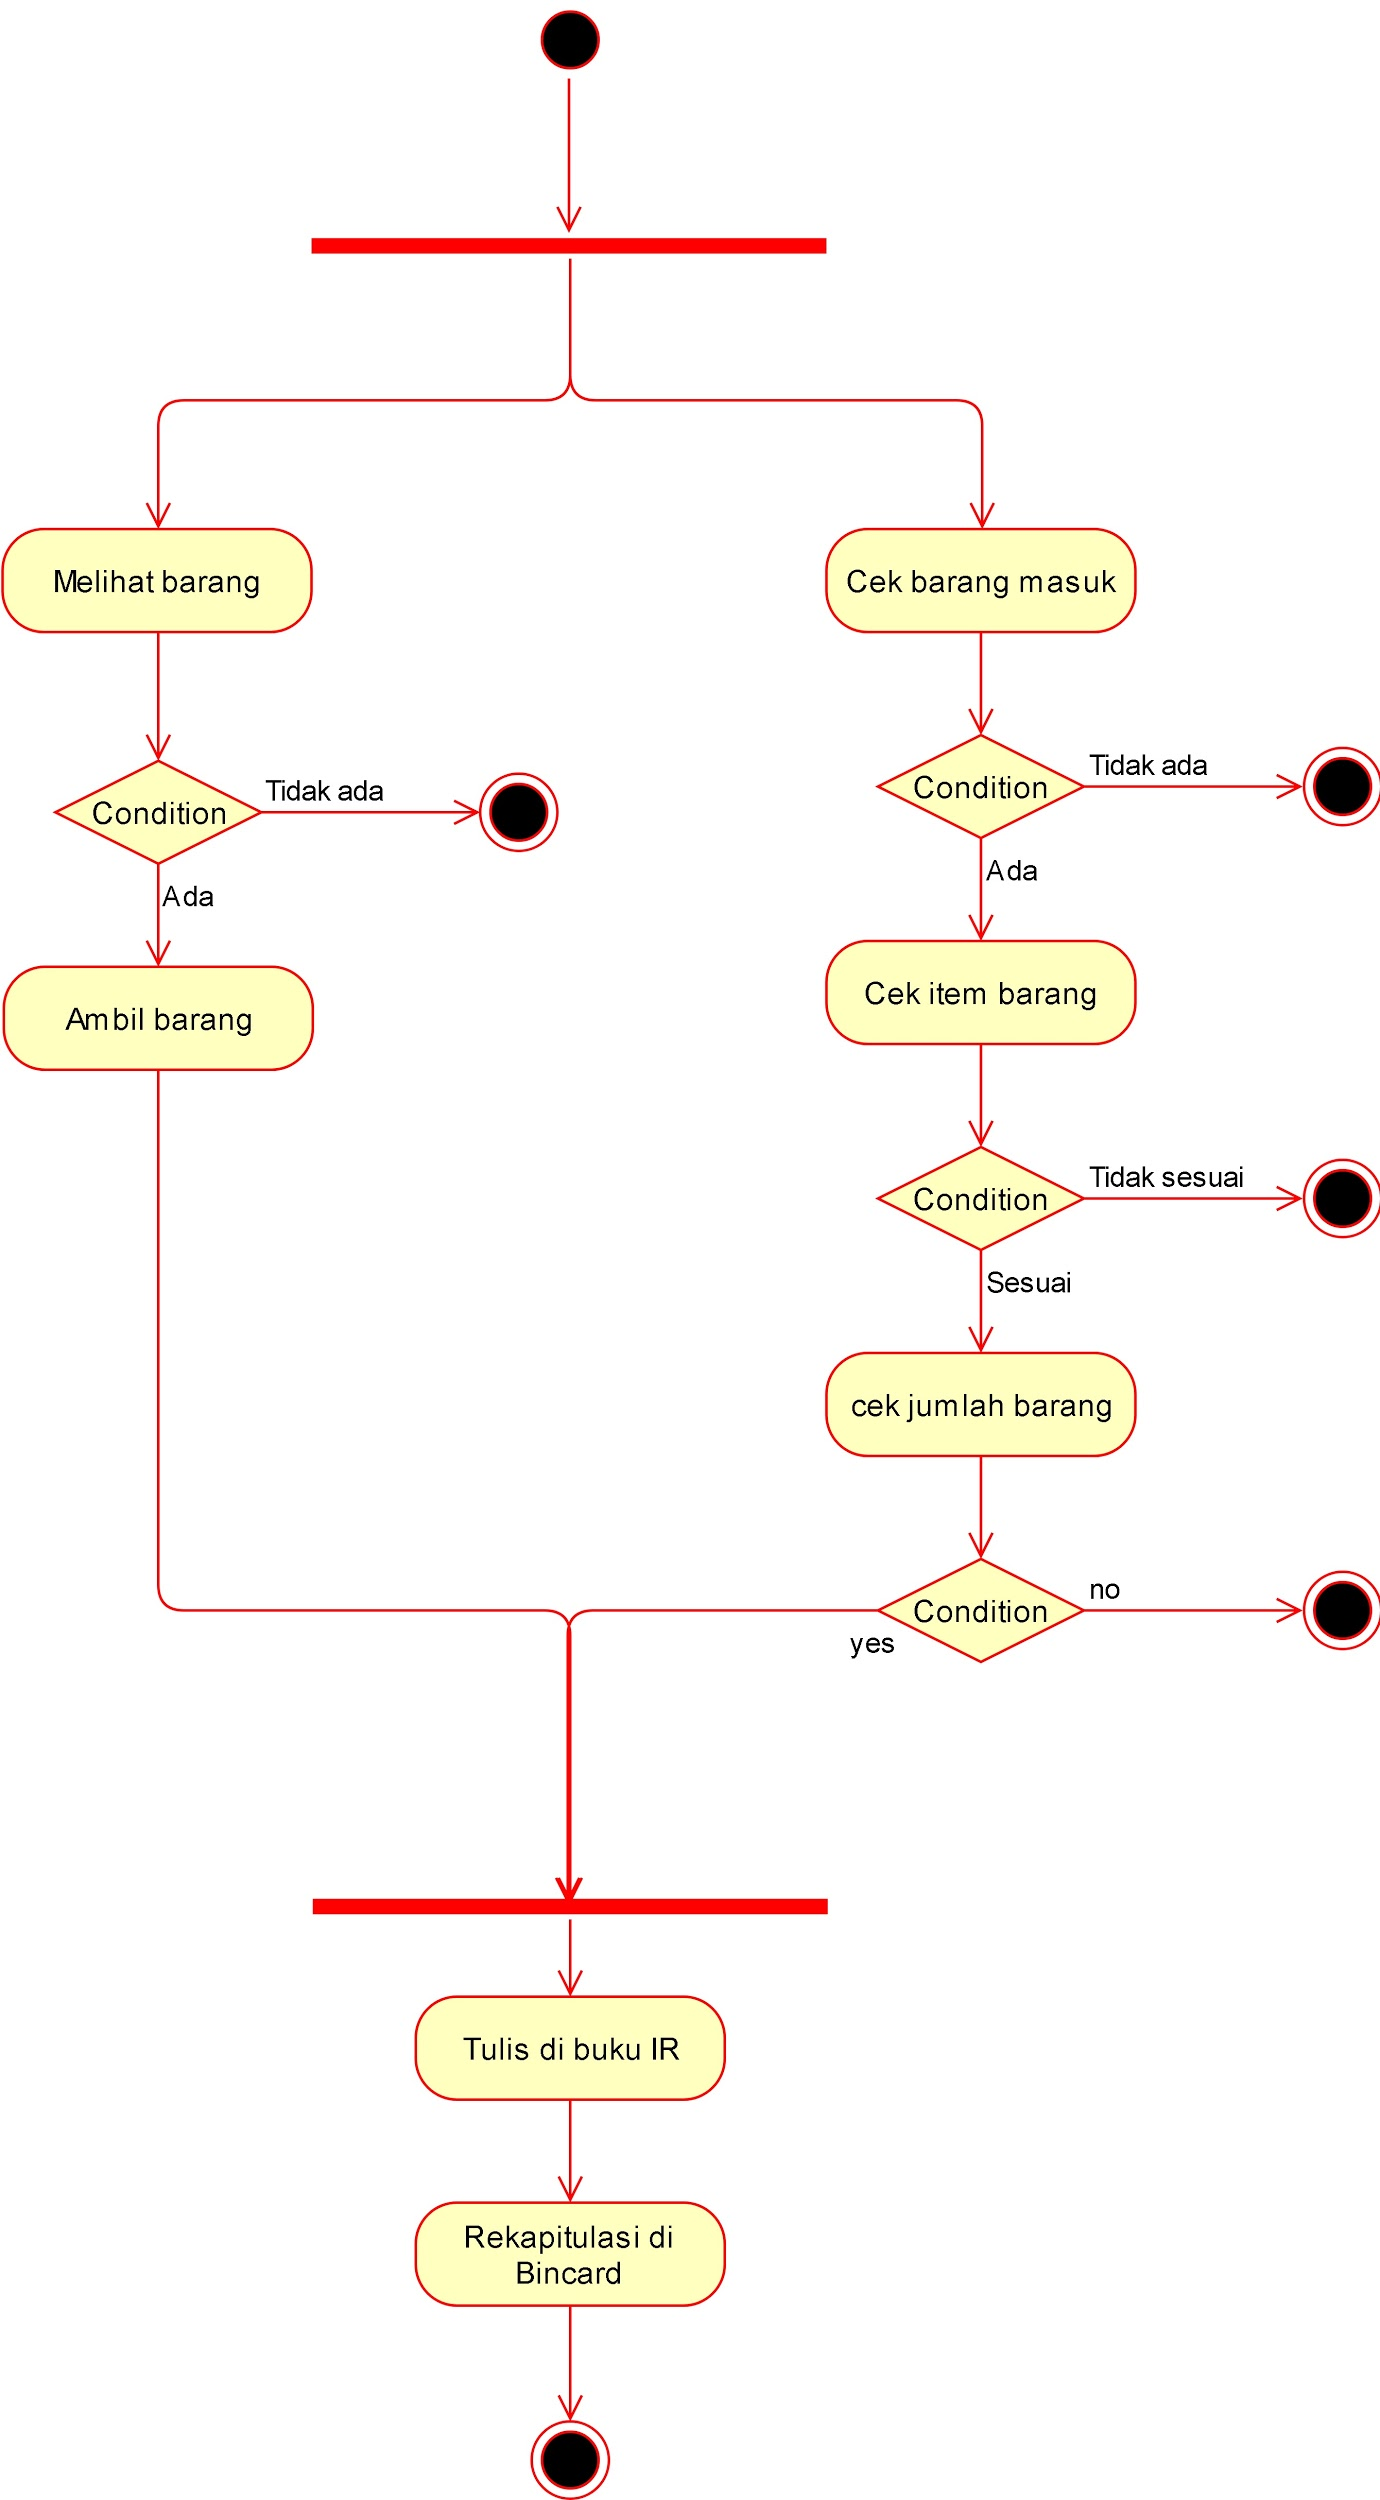 Melihat barang
Cek barang masuk
Condition
Tidak ada
Condition
Tidak ada
Ada
Ada
Ambil barang
Cek item barang
Condition
Tidak sesuai
Sesuai
cek jumlah barang
Condition
no
yes
Tulis di buku IR
Rekapitulasi di
Bincard